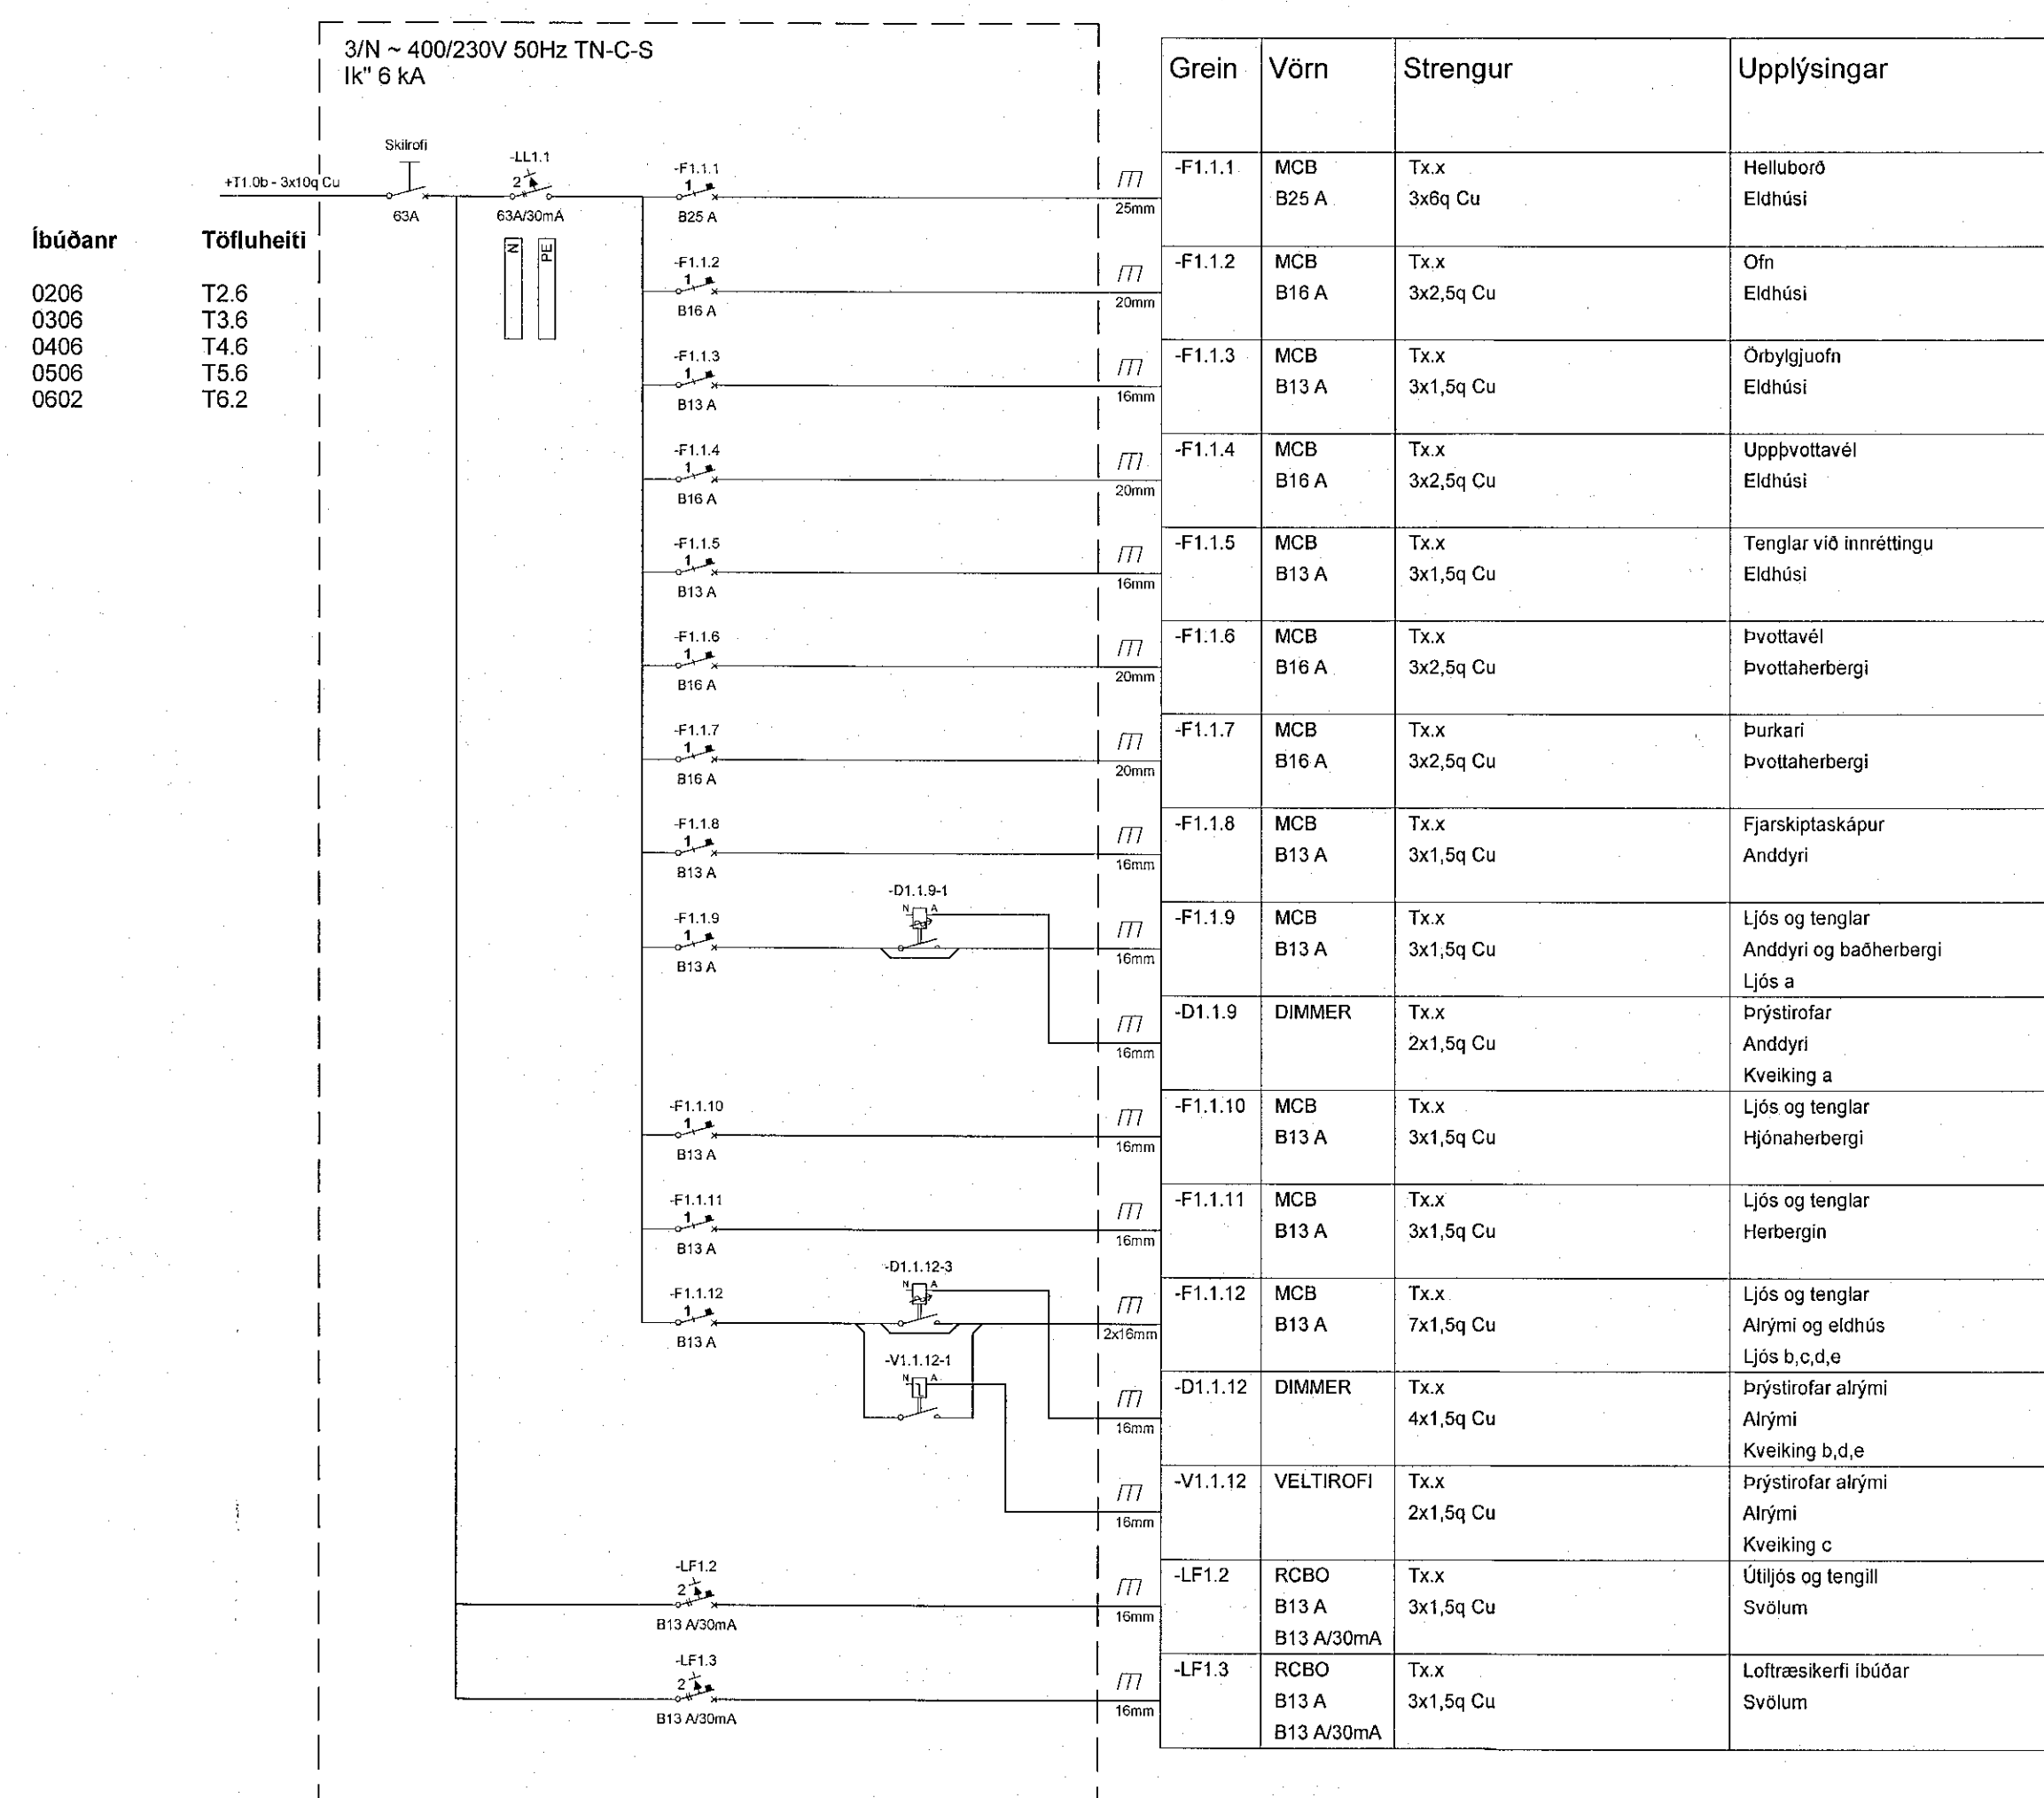 3/N ~ 400/230V 50Hz TN-C-S
Ik" 6 kA
Skilrofi
+T1.0b - 3x10q Cu
63A
-LL1.1
2
63A/30mA
N
PE
Íbúðanr Töfluheiti
0206 T2.6
0306 T3.6
0406 T4.6
0506 T5.6
0602 T6.2
-F1.1.1
1
B25 A
25mm
-F1.1.2
1
B16 A
20mm
-F1.1.3
1
B13 A
16mm
-F1.1.4
1
B16 A
20mm
-F1.1.5
1
B13 A
16mm
-F1.1.6
1
B16 A
20mm
-F1.1.7
1
B16 A
20mm
-F1.1.8
1
B13 A
16mm
-D1.1.9-1
N A
-F1.1.9
1
B13 A
16mm
16mm
-F1.1.10
1
B13 A
16mm
-F1.1.11
1
B13 A
16mm
-D1.1.12-3
N A
-F1.1.12
1
B13 A
2x16mm
-V1.1.12-1
N A
16mm
16mm
-LF1.2
2
B13 A/30mA
16mm
-LF1.3
2
B13 A/30mA
16mm
Grein Vörn Strengur Upplýsingar
-F1.1.1 MCB Tx.x Helluborð
B25 A 3x6q Cu Eldhúsi
-F1.1.2 MCB Tx.x Ofn
B16 A 3x2,5q Cu Eldhúsi
-F1.1.3 MCB Tx.x Örbylgjuofn
B13 A 3x1,5q Cu Eldhúsi
-F1.1.4 MCB Tx.x Uppþvottavél
B16 A 3x2,5q Cu Eldhúsi
-F1.1.5 MCB Tx.x Tenglar við innréttingu
B13 A 3x1,5q Cu Eldhúsi
-F1.1.6 MCB Tx.x Þvottavél
B16 A 3x2,5q Cu Þvottaherbergi
-F1.1.7 MCB Tx.x Þurkari
B16 A 3x2,5q Cu Þvottaherbergi
-F1.1.8 MCB Tx.x Fjarskiptaskápur
B13 A 3x1,5q Cu Anddyri
-F1.1.9 MCB Tx.x Ljós og tenglar
B13 A 3x1,5q Cu Anddyri og baðherbergi
Ljós a
-D1.1.9 DIMMER Tx.x Þrýstirofar
2x1,5q Cu Anddyri
Kveiking a
-F1.1.10 MCB Tx.x Ljós og tenglar
B13 A 3x1,5q Cu Hjónaherbergi
-F1.1.11 MCB Tx.x Ljós og tenglar
B13 A 3x1,5q Cu Herbergin
-F1.1.12 MCB Tx.x Ljós og tenglar
B13 A 7x1,5q Cu Alrými og eldhús
Ljós b,c,d,e
-D1.1.12 DIMMER Tx.x Þrýstirofar alrými
4x1,5q Cu Alrými
Kveiking b,d,e
-V1.1.12 VELTIROFI Tx.x Þrýstirofar alrými
2x1,5q Cu Alrými
Kveiking c
-LF1.2 RCBO Tx.x Útiljós og tengill
B13 A 3x1,5q Cu Svölum
B13 A/30mA
-LF1.3 RCBO Tx.x Loftræsikerfi íbúðar
B13 A 3x1,5q Cu Svölum
B13 A/30mA